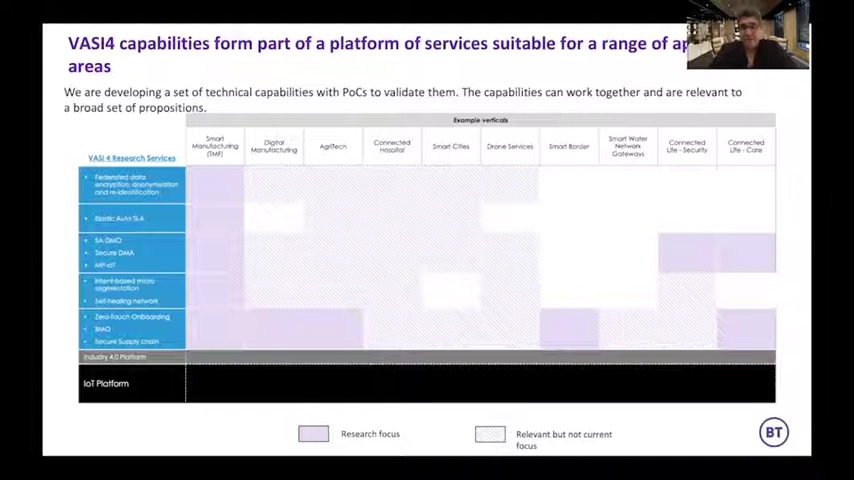 VASI4 capabilities form part of a platform of services suitable for a range of
areas
We are developing a set of technical capabilities with PoCs to validate them. The capabilities can work together and are relevant to
a broad set of propositions.
Example verticals
VASI 4 Research Services
Smart
Manufacturing
(TMF)
Digital
Manufacturing
AgriTech
Connected
Hospital
Smart Cities
Drone Services
Smart Border
Smart Water
Network
Gateways
Connected
Life - Security
Connected
Life - Care
• Federated data
encryption, anonymisation
and re-identification
• Elastic Auto SLA
• SA DMQ
• Secure DMA
• MP-IoT
• Intent-based micro
segmentation
• Self-healing network
• Zero-Touch Onboarding
• BMQ
• Secure Supply chain
Industry 4.0 Platform
IoT Platform
Research focus
Relevant but not current
focus
BT